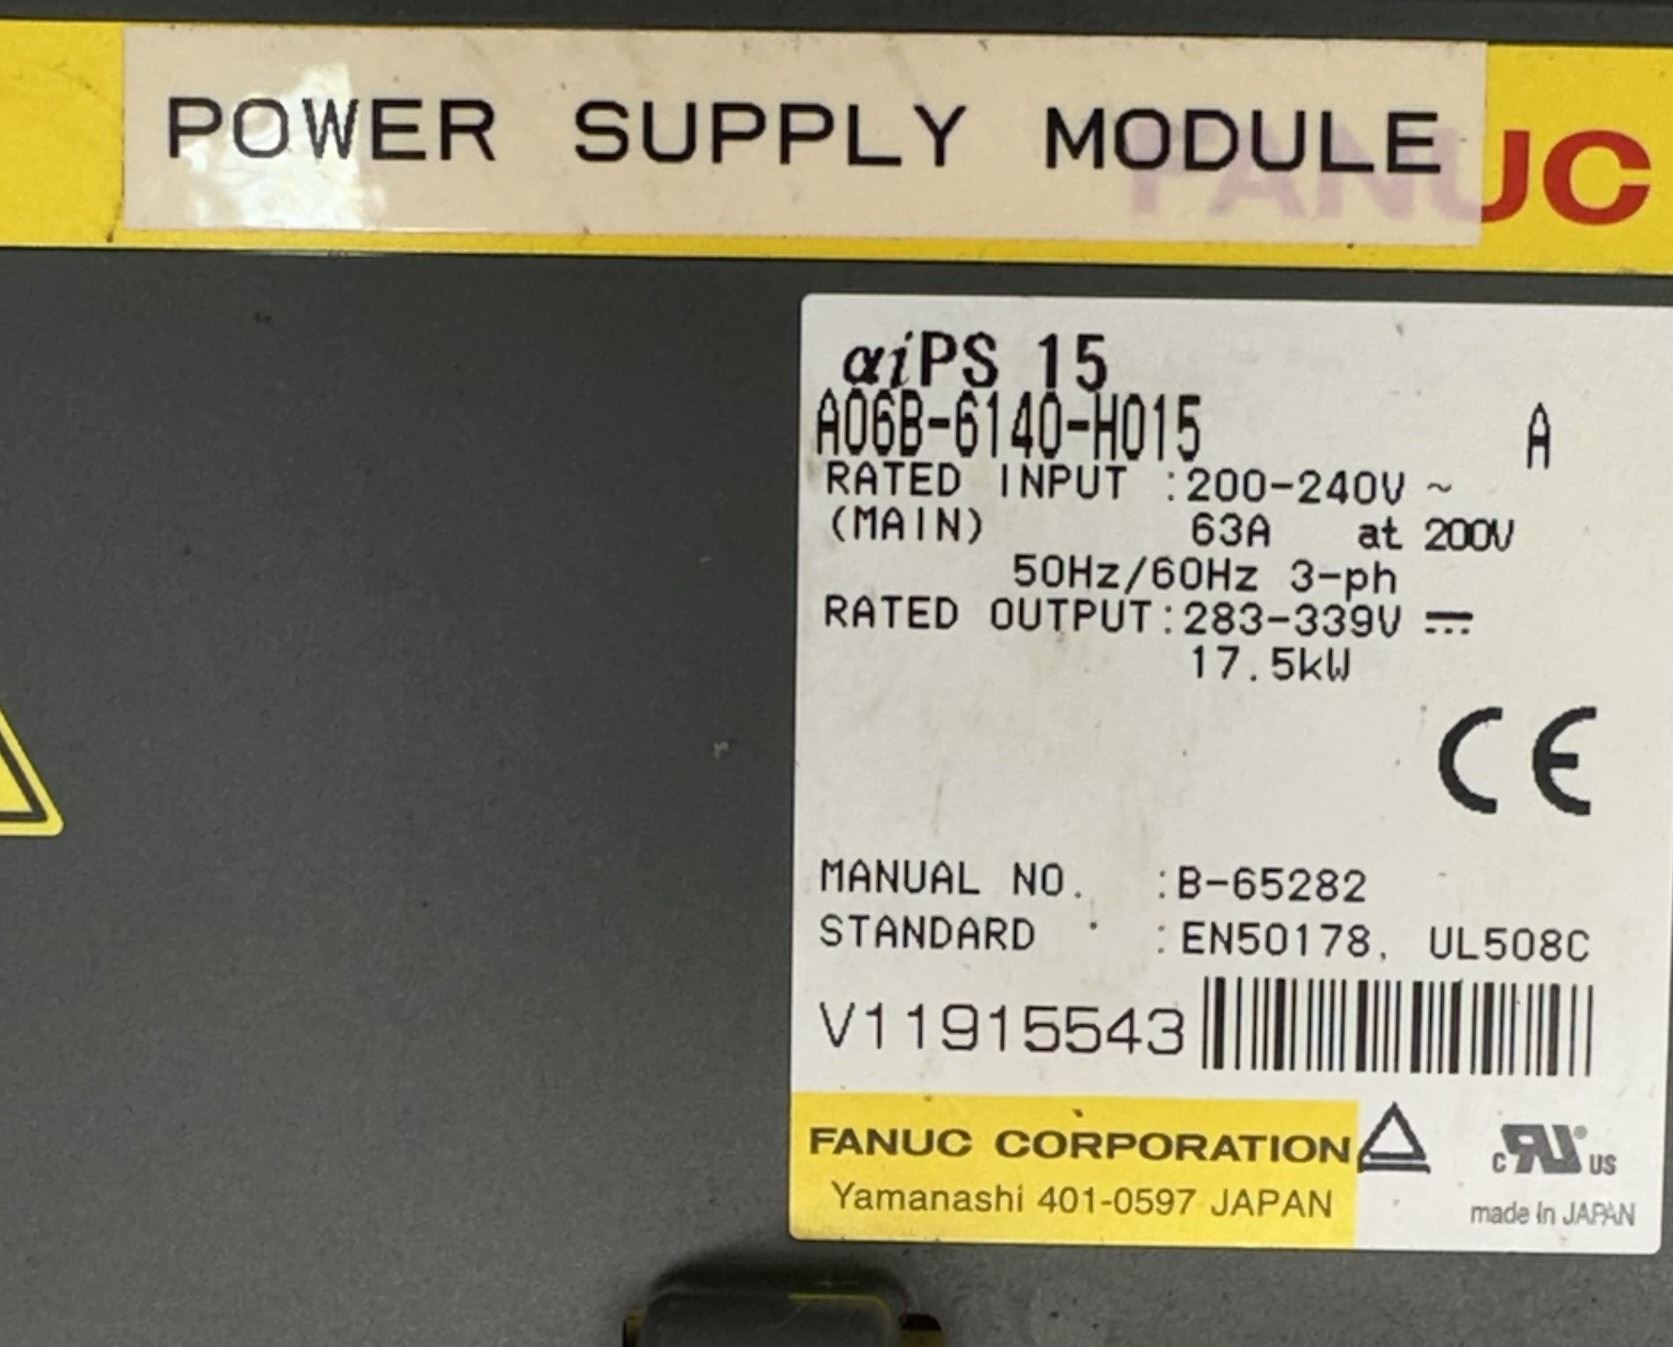 POWER SUPPLY MODULE
FANUC
αiPS 15
A06B-6140-H015 A
RATED INPUT :200-240V ~
(MAIN) 63A at 200V
50Hz/60Hz 3-ph
RATED OUTPUT:283-339V ⎓
17.5kW
CE
MANUAL NO. :B-65282
STANDARD :EN50178, UL508C
V11915543
FANUC CORPORATION
Yamanashi 401-0597 JAPAN
c RU US
made in JAPAN